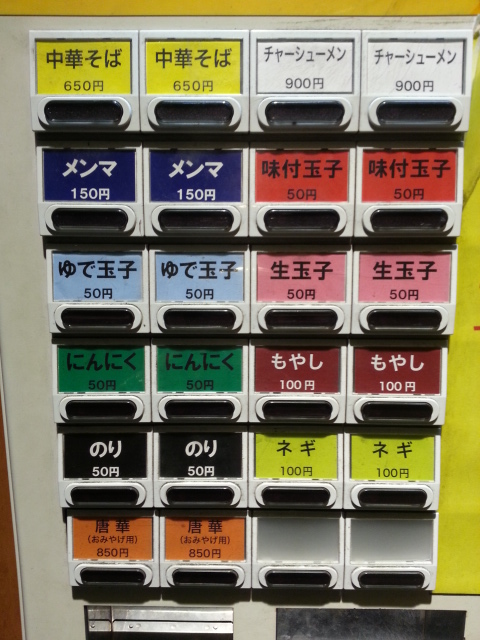 中華そば 中華そば チャーシューメン チャーシューメン
650円 650円 900円 900円
メンマ メンマ 味付玉子 味付玉子
150円 150円 50円 50円
ゆで玉子 ゆで玉子 生玉子 生玉子
50円 50円 50円 50円
にんにく にんにく もやし もやし
50円 50円 100円 100円
のり のり ネギ ネギ
50円 50円 100円 100円
唐華 唐華
(おみやげ用) (おみやげ用)
850円 850円